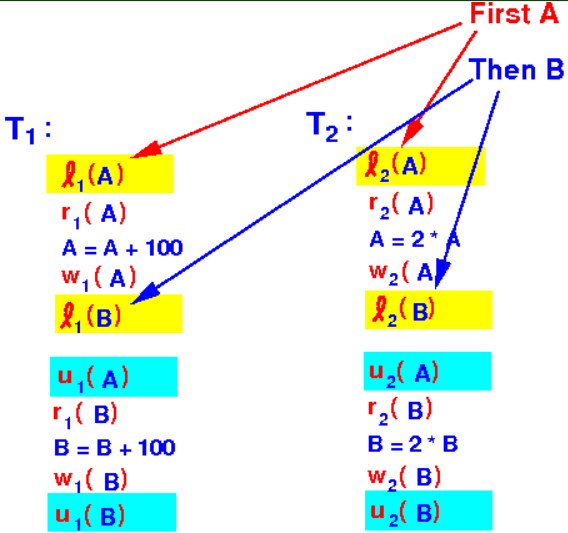 First A
Then B
T1 :
ℓ1(A)
r1( A)
A = A + 100
w1( A)
ℓ1(B)
u1( A)
r1( B)
B = B + 100
w1( B)
u1( B)
T2 :
ℓ2(A)
r2( A)
A = 2 * A
w2( A)
ℓ2( B)
u2( A)
r2( B)
B = 2 * B
w2( B)
u2( B)